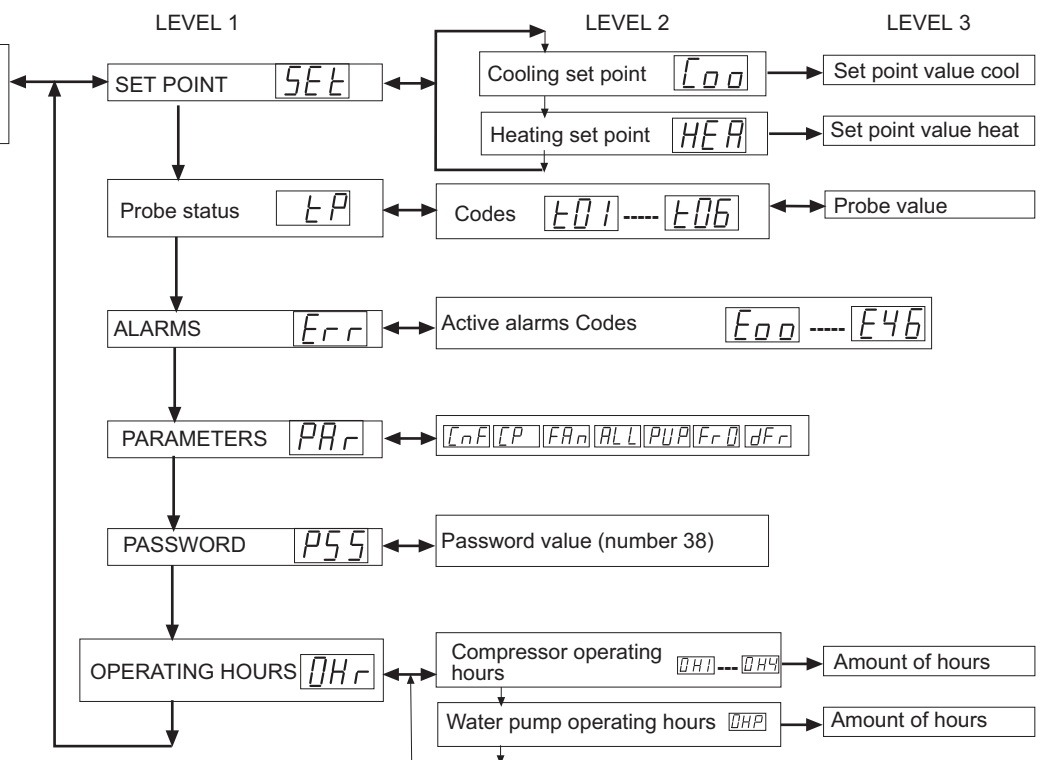 LEVEL 1 LEVEL 2 LEVEL 3
SET POINT SEt
Cooling set point Coo Set point value cool
Heating set point HEA Set point value heat
Probe status tP Codes t01 ----- t06 Probe value
ALARMS Err Active alarms Codes Eoo ----- E46
PARAMETERS PAr CnF CP FAn ALL PUP Fr0 dFr
PASSWORD PSS Password value (number 38)
OPERATING HOURS OHr
Compressor operating
hours OH1 --- OH4 Amount of hours
Water pump operating hours OHP Amount of hours